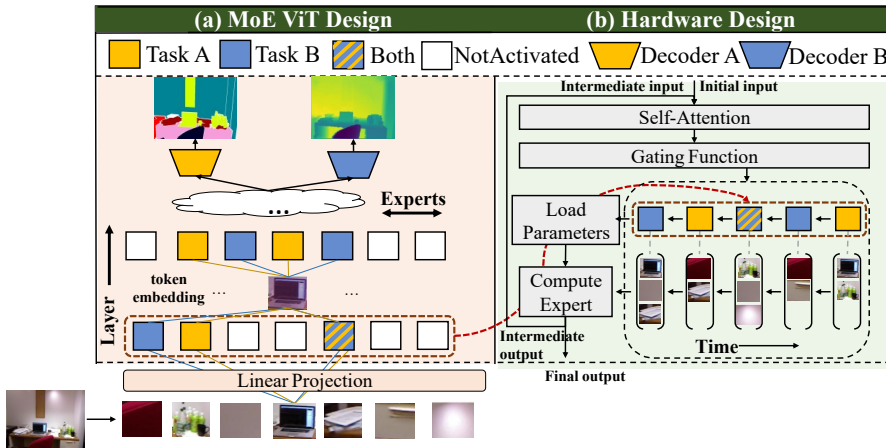 (a) MoE ViT Design
(b) Hardware Design
Task A
Task B
Both
NotActivated
Decoder A
Decoder B
Intermediate input
Initial input
Self-Attention
Gating Function
Experts
...
Load
Parameters
Compute
Expert
Layer
token
embedding
...
...
Intermediate
output
Time
Final output
Linear Projection